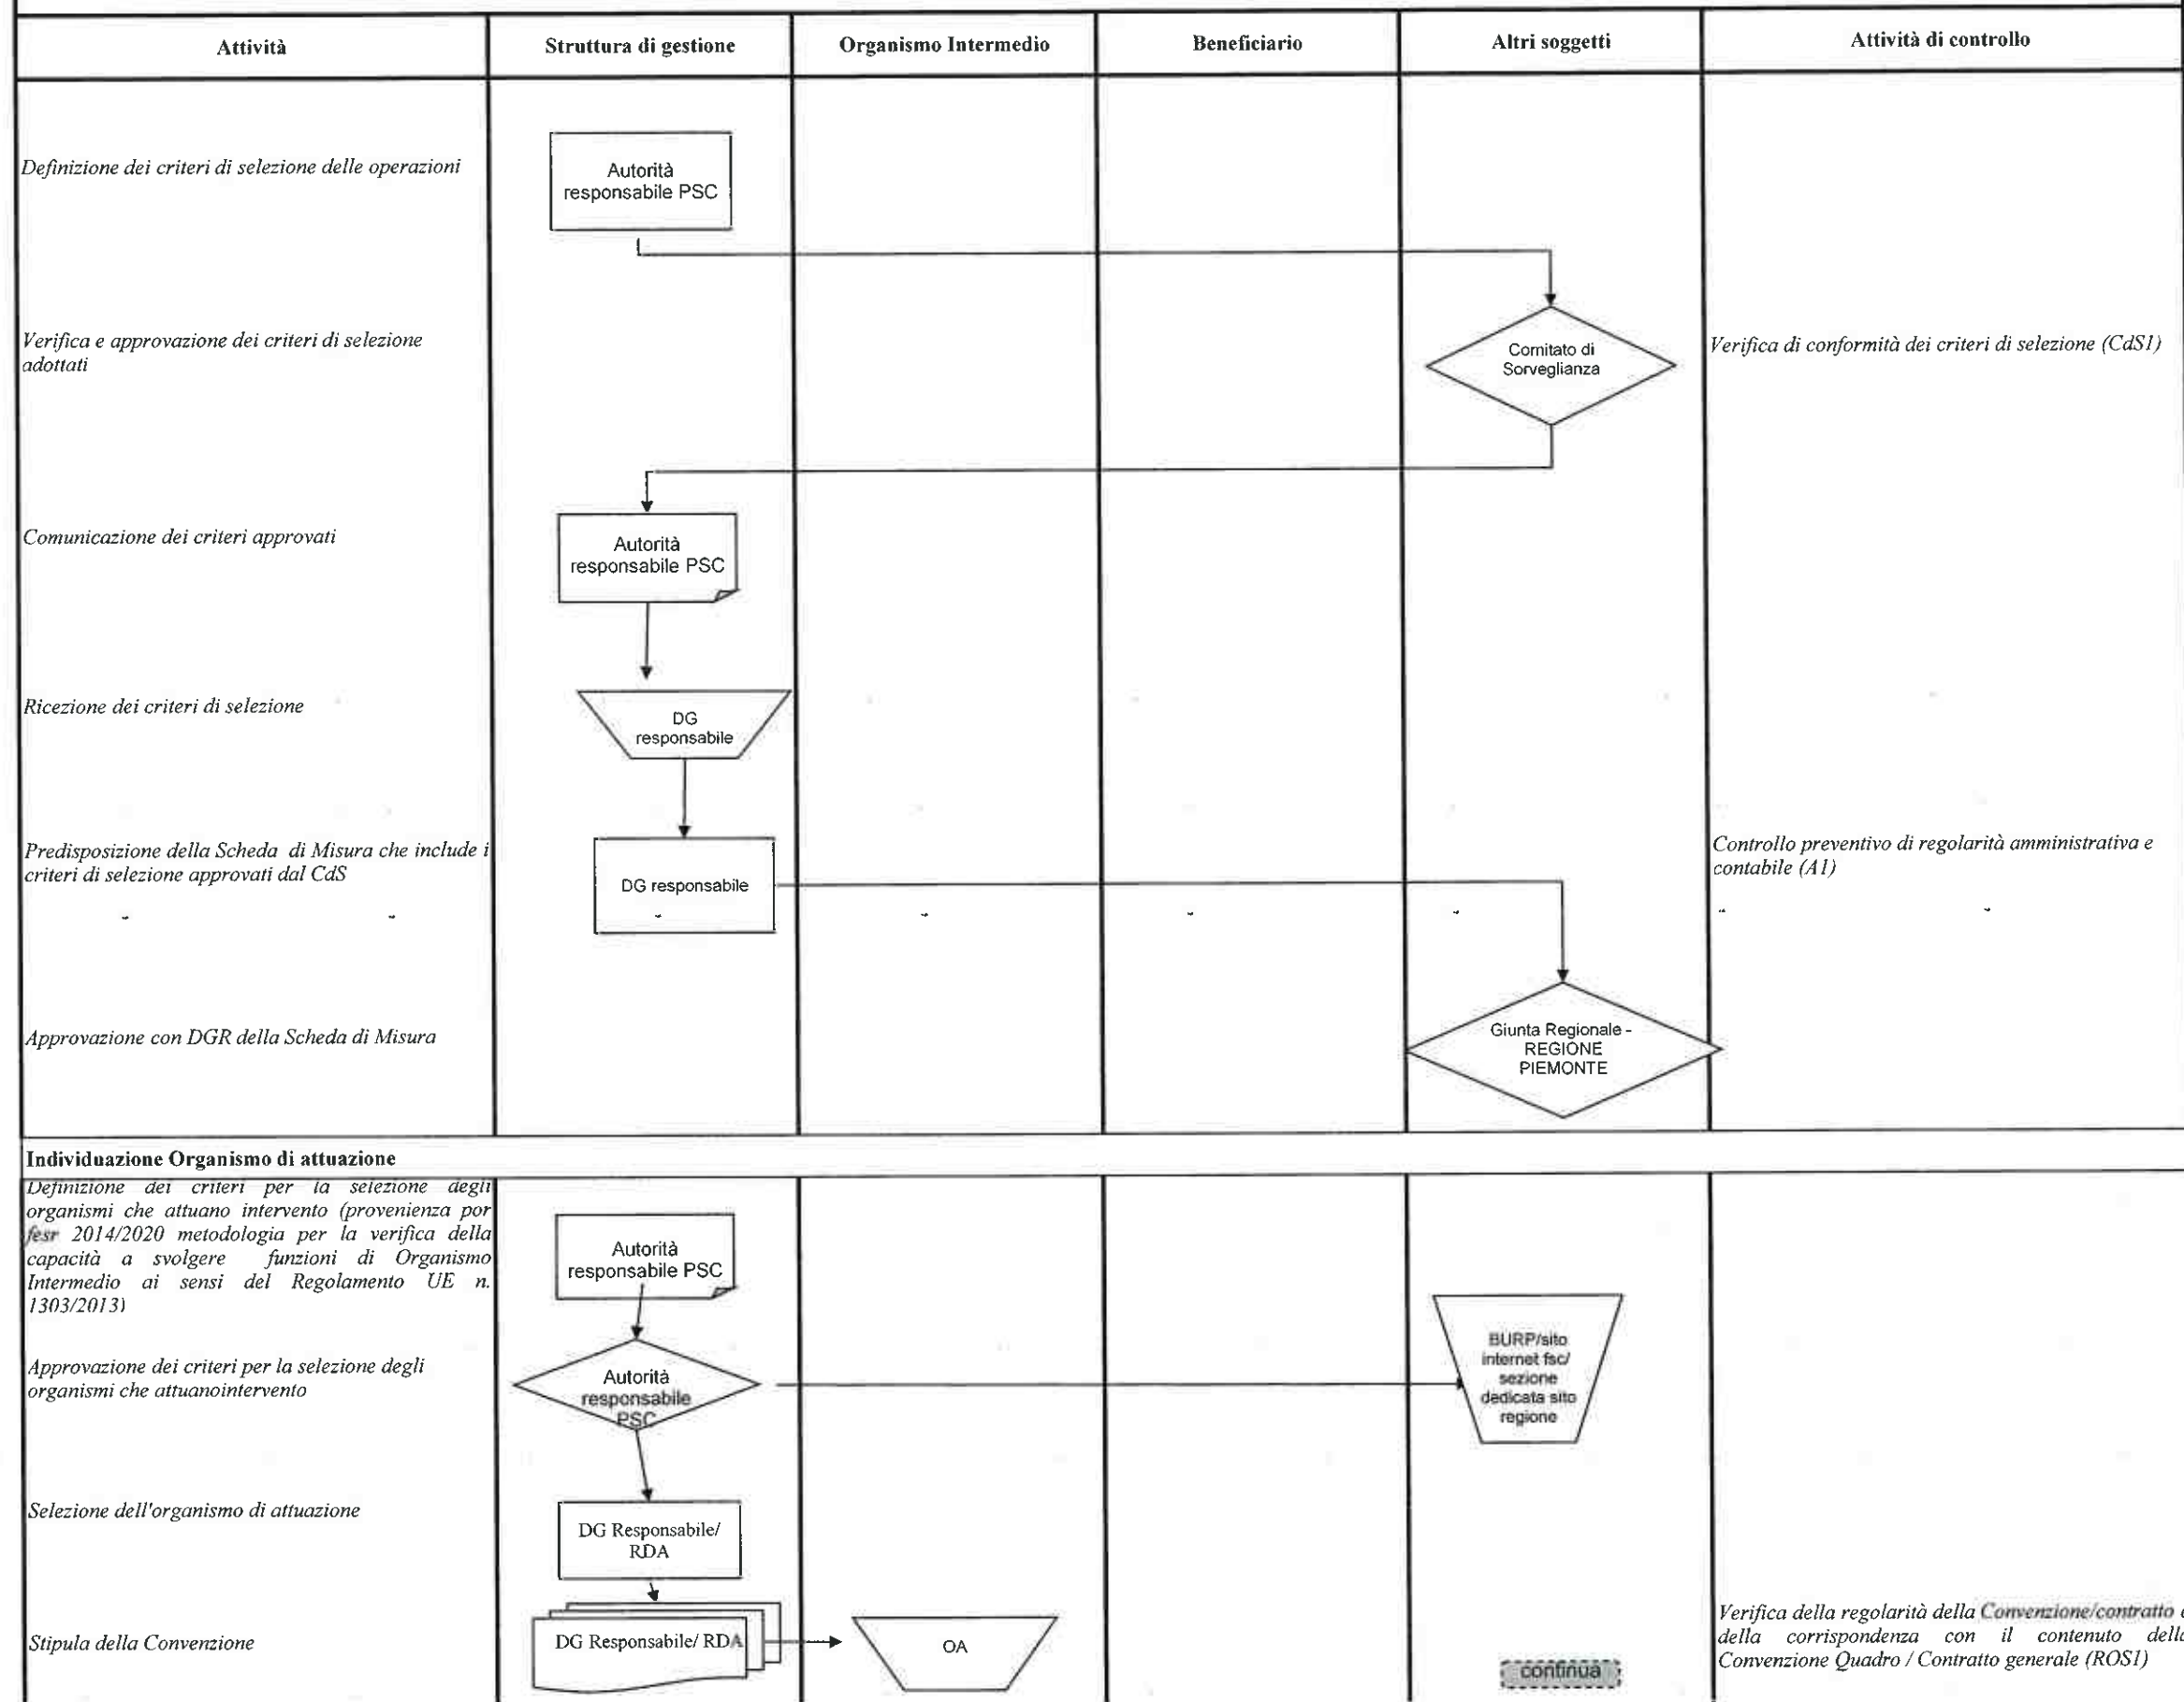 Attività
Struttura di gestione
Organismo Intermedio
Beneficiario
Altri soggetti
Attività di controllo
Definizione dei criteri di selezione delle operazioni
Autorità
responsabile PSC
Verifica e approvazione dei criteri di selezione
adottati
Comitato di
Sorveglianza
Verifica di conformità dei criteri di selezione (CdS1)
Comunicazione dei criteri approvati
Autorità
responsabile PSC
Ricezione dei criteri di selezione
DG
responsabile
Predisposizione della Scheda di Misura che include i
criteri di selezione approvati dal CdS
DG responsabile
Controllo preventivo di regolarità amministrativa e
contabile (A1)
Approvazione con DGR della Scheda di Misura
Giunta Regionale -
REGIONE
PIEMONTE
Individuazione Organismo di attuazione
Definizione dei criteri per la selezione degli
organismi che attuano intervento (provenienza por
fesr 2014/2020 metodologia per la verifica della
capacità a svolgere funzioni di Organismo
Intermedio ai sensi del Regolamento UE n.
1303/2013)
Autorità
responsabile PSC
Approvazione dei criteri per la selezione degli
organismi che attuanointervento
Autorità
responsabile
PSC
BURP/sito
internet fsc/
sezione
dedicata sito
regione
Selezione dell'organismo di attuazione
DG Responsabile/
RDA
Stipula della Convenzione
DG Responsabile/ RDA
OA
continua
Verifica della regolarità della Convenzione/contratto e
della corrispondenza con il contenuto della
Convenzione Quadro / Contratto generale (ROS1)